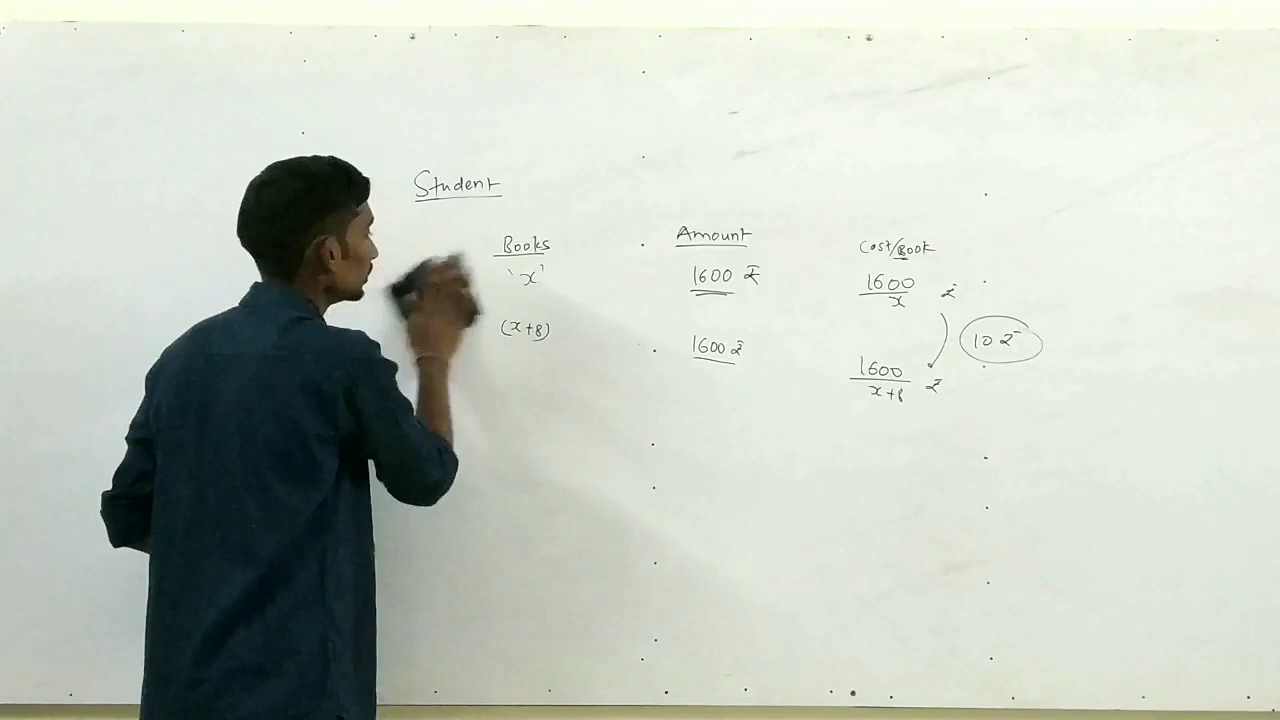 Student
Books Amount Cost/Book
'x' 1600 ₹ 1600/x ₹
(x+8) 1600 ₹ 1600/x+8 ₹
10 ₹